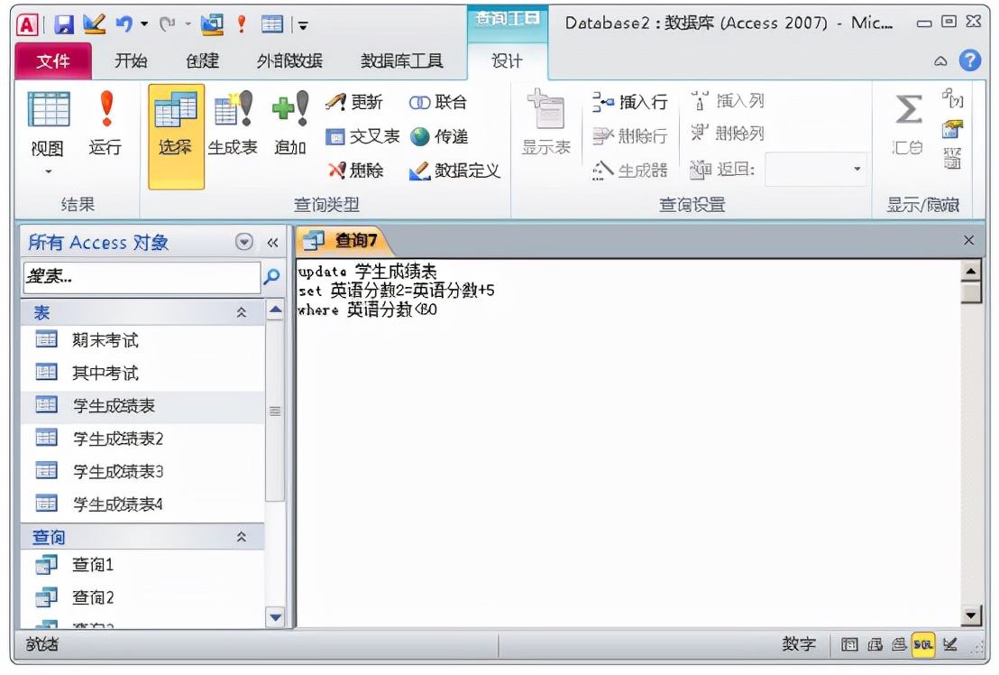 查询工具
Database2 : 数据库 (Access 2007) - Mic...
文件 开始 创建 外部数据 数据库工具 设计
视图 运行 选择 生成表 追加
更新 联合
交叉表 传递
删除 数据定义
显示表
插入行 插入列
删除行 删除列
生成器 返回:
汇总
结果 查询类型 查询设置 显示/隐藏
所有 Access 对象
搜索...
表
期末考试
其中考试
学生成绩表
学生成绩表2
学生成绩表3
学生成绩表4
查询
查询1
查询2
查询7
update 学生成绩表
set 英语分数2=英语分数+5
where 英语分数<60
就绪
数字
SQL